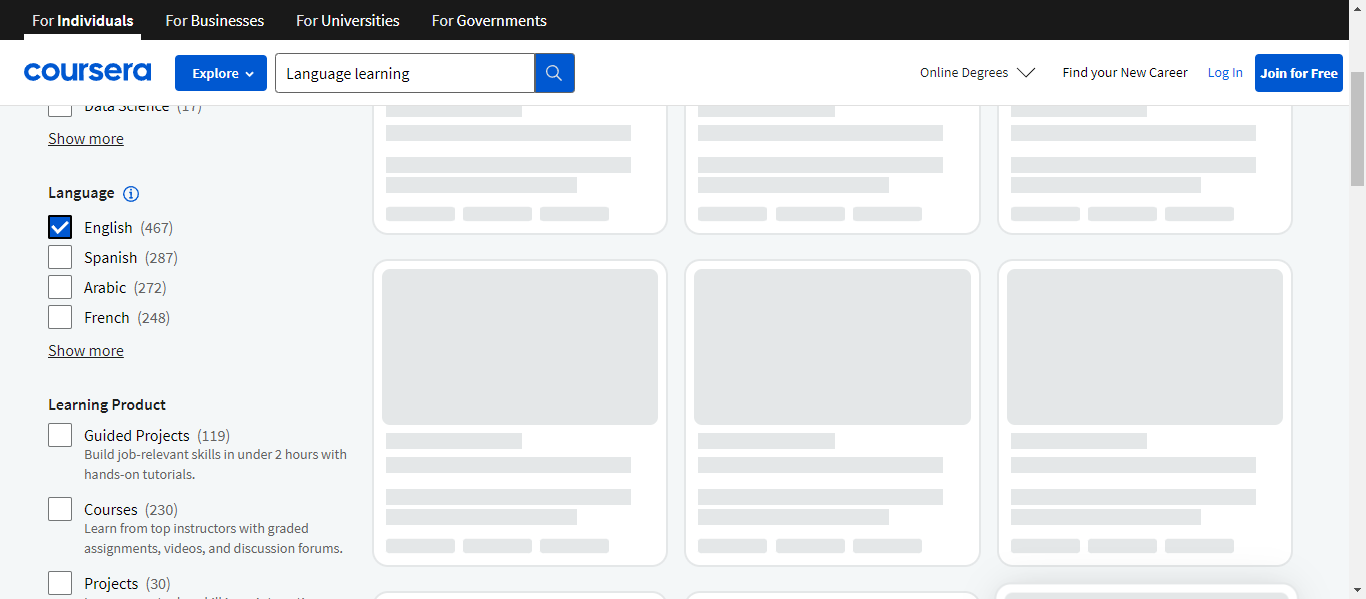 For Individuals For Businesses For Universities For Governments
coursera Explore Language learning Online Degrees Find your New Career Log In Join for Free
Data Science (17)
Show more
Language
English (467)
Spanish (287)
Arabic (272)
French (248)
Show more
Learning Product
Guided Projects (119)
Build job-relevant skills in under 2 hours with
hands-on tutorials.
Courses (230)
Learn from top instructors with graded
assignments, videos, and discussion forums.
Projects (30)